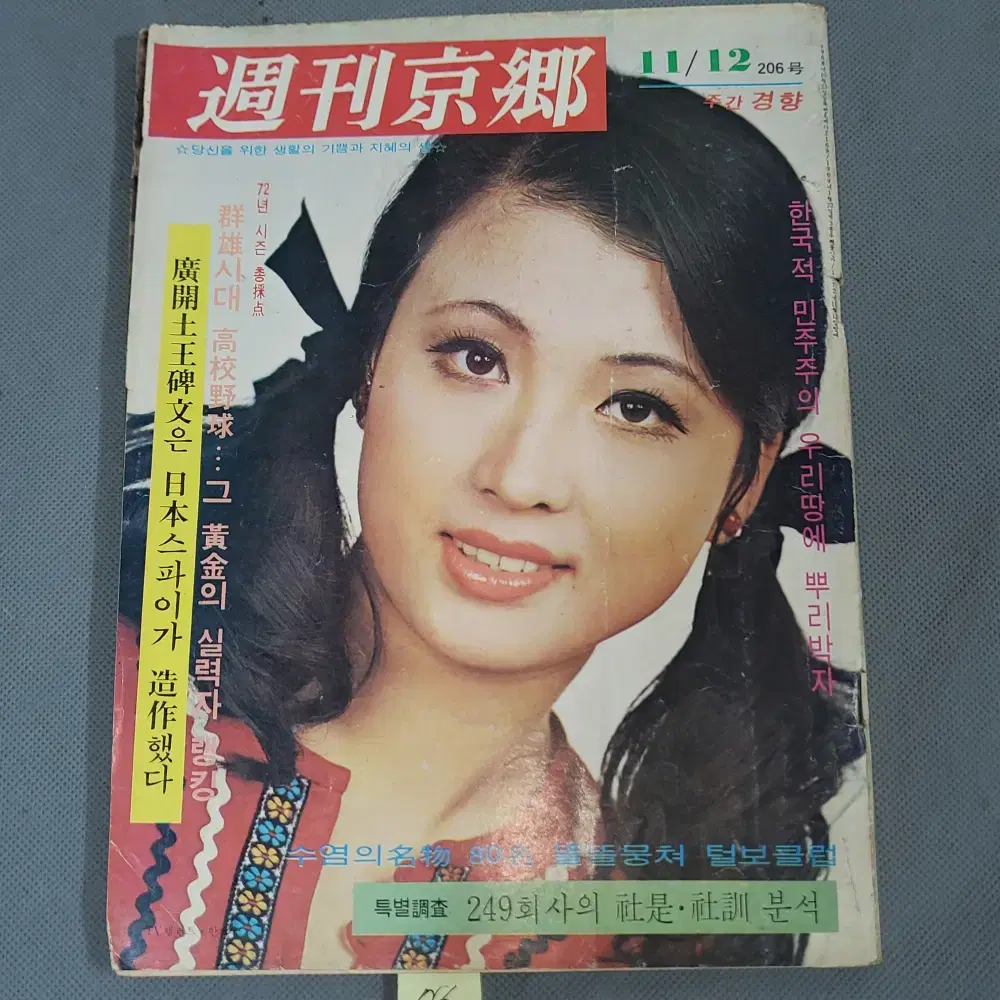 週刊京郷
11/12 206号
주간 경향
☆당신을 위한 생활의 기쁨과 지혜의 샘☆
72년 시즌 총採点
群雄시대 高校野球…그 黃金의 실력자 랭킹
廣開土王碑文은 日本스파이가 造作했다
한국적 민주주의 우리땅에 뿌리박자
수염의名物 80名 똘똘뭉쳐 털보클럽
特別調査 249회사의 社是·社訓 분석